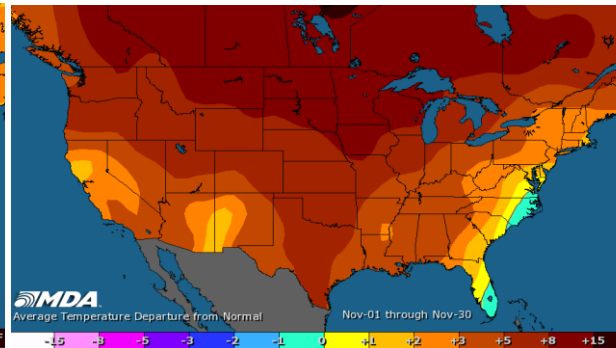 MDA
Average Temperature Departure from Normal
Nov-01 through Nov-30
F
-15 -8 -5 -3 -2 -1 0 +1 +2 +3 +5 +8 +15